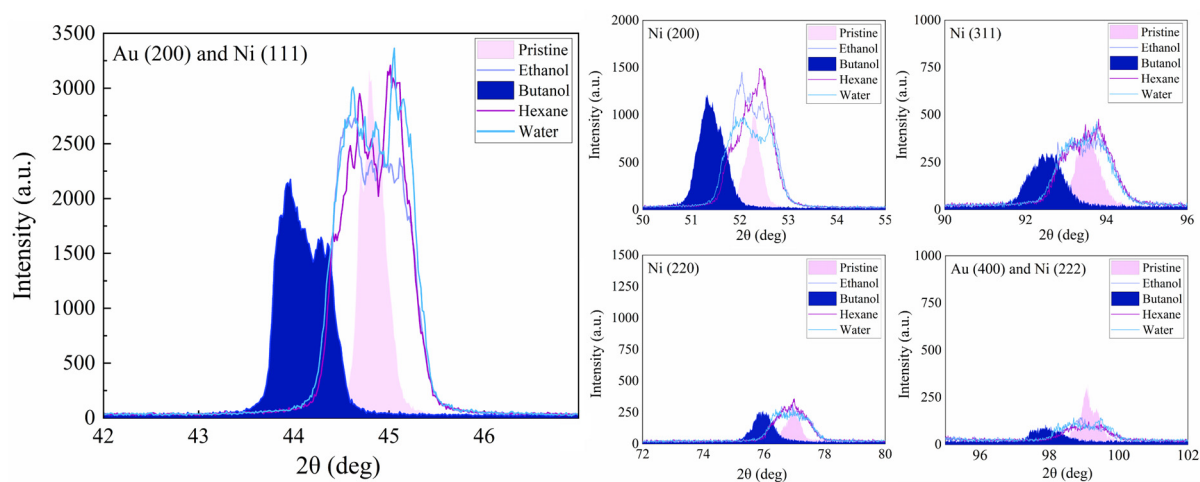 Au (200) and Ni (111)
Pristine
Ethanol
Butanol
Hexane
Water
Intensity (a.u.)
3500
3000
2500
2000
1500
1000
500
0
42 43 44 45 46
2θ (deg)
Ni (200)
Pristine
Ethanol
Butanol
Hexane
Water
Intensity (a.u.)
2000
1500
1000
500
0
50 51 52 53 54 55
2θ (deg)
Ni (311)
Pristine
Ethanol
Butanol
Hexane
Water
Intensity (a.u.)
1000
750
500
250
0
90 92 94 96
2θ (deg)
Ni (220)
Pristine
Ethanol
Butanol
Hexane
Water
Intensity (a.u.)
1500
1250
1000
750
500
250
0
72 74 76 78 80
2θ (deg)
Au (400) and Ni (222)
Pristine
Ethanol
Butanol
Hexane
Water
Intensity (a.u.)
1000
750
500
250
0
96 98 100 102
2θ (deg)